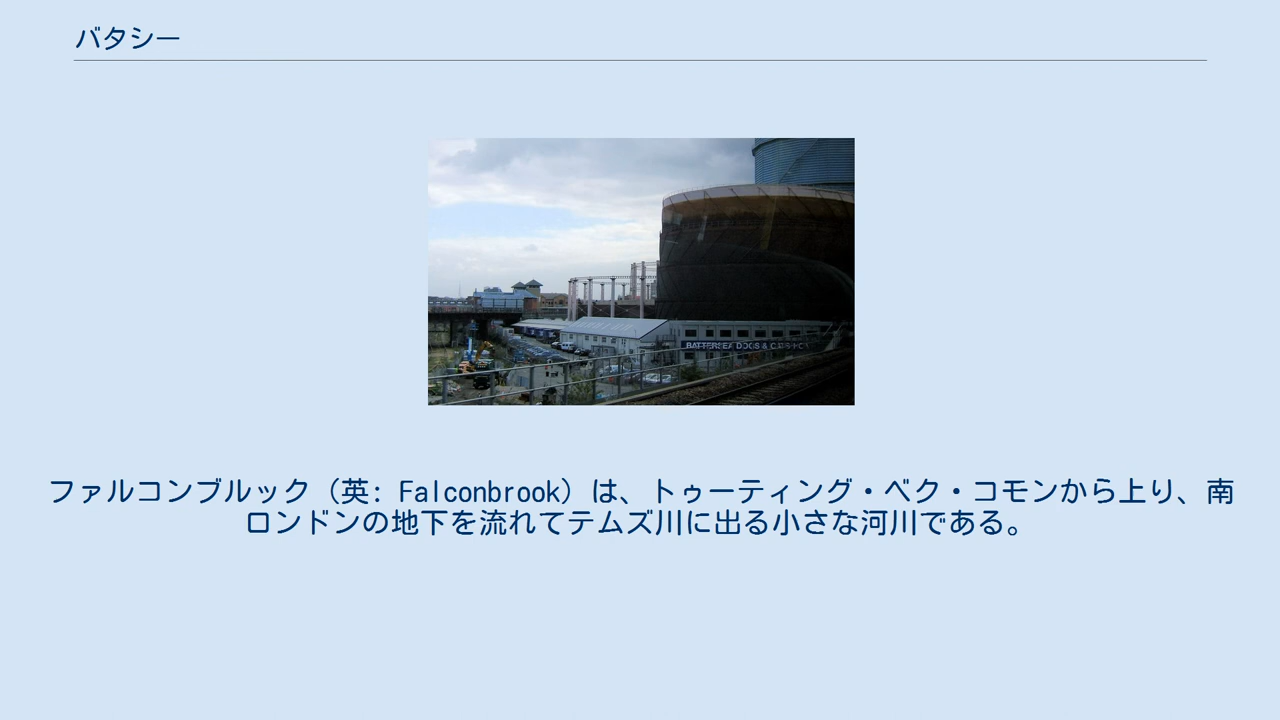 バタシー
BATTERSEA DOGS & CATS
ファルコンブルック（英: Falconbrook）は、トゥーティング・ベク・コモンから上り、南
ロンドンの地下を流れてテムズ川に出る小さな河川である。